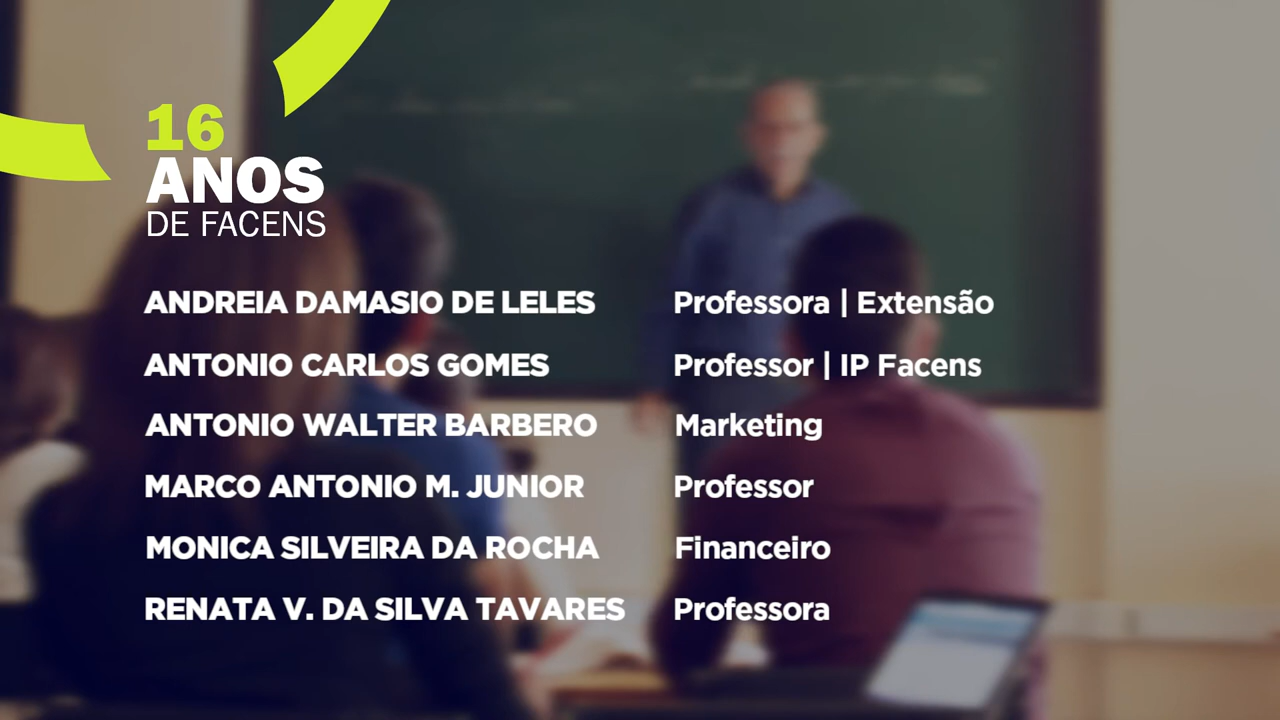 16
ANOS
DE FACENS
ANDREIA DAMASIO DE LELES Professora | Extensão
ANTONIO CARLOS GOMES Professor | IP Facens
ANTONIO WALTER BARBERO Marketing
MARCO ANTONIO M. JUNIOR Professor
MONICA SILVEIRA DA ROCHA Financeiro
RENATA V. DA SILVA TAVARES Professora